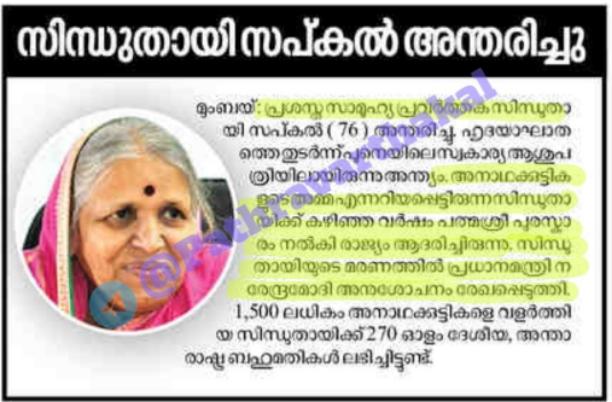 സിന്ധുതായി സപ്കൽ അന്തരിച്ചു
മുംബയ്: പ്രശസ്ത സാമൂഹ്യ പ്രവർത്തക സിന്ധുതാ
യി സപ്കൽ (76) അന്തരിച്ചു. ഹൃദയാഘാത
ത്തെതുടർന്ന് പൂനെയിലെ സ്വകാര്യ ആശുപ
ത്രിയിലായിരുന്നു അന്ത്യം. അനാഥക്കുട്ടിക
ളുടെ അമ്മ എന്നറിയപ്പെട്ടിരുന്ന സിന്ധുതാ
യിക്ക് കഴിഞ്ഞ വർഷം പത്മശ്രീ പുരസ്കാ
രം നൽകി രാജ്യം ആദരിച്ചിരുന്നു. സിന്ധു
തായിയുടെ മരണത്തിൽ പ്രധാനമന്ത്രി ന
രേന്ദ്രമോദി അനുശോചനം രേഖപ്പെടുത്തി.
1,500 ലധികം അനാഥക്കുട്ടികളെ വളർത്തി
യ സിന്ധുതായിക്ക് 270 ഓളം ദേശീയ, അന്താ
രാഷ്ട്ര ബഹുമതികൾ ലഭിച്ചിട്ടുണ്ട്.